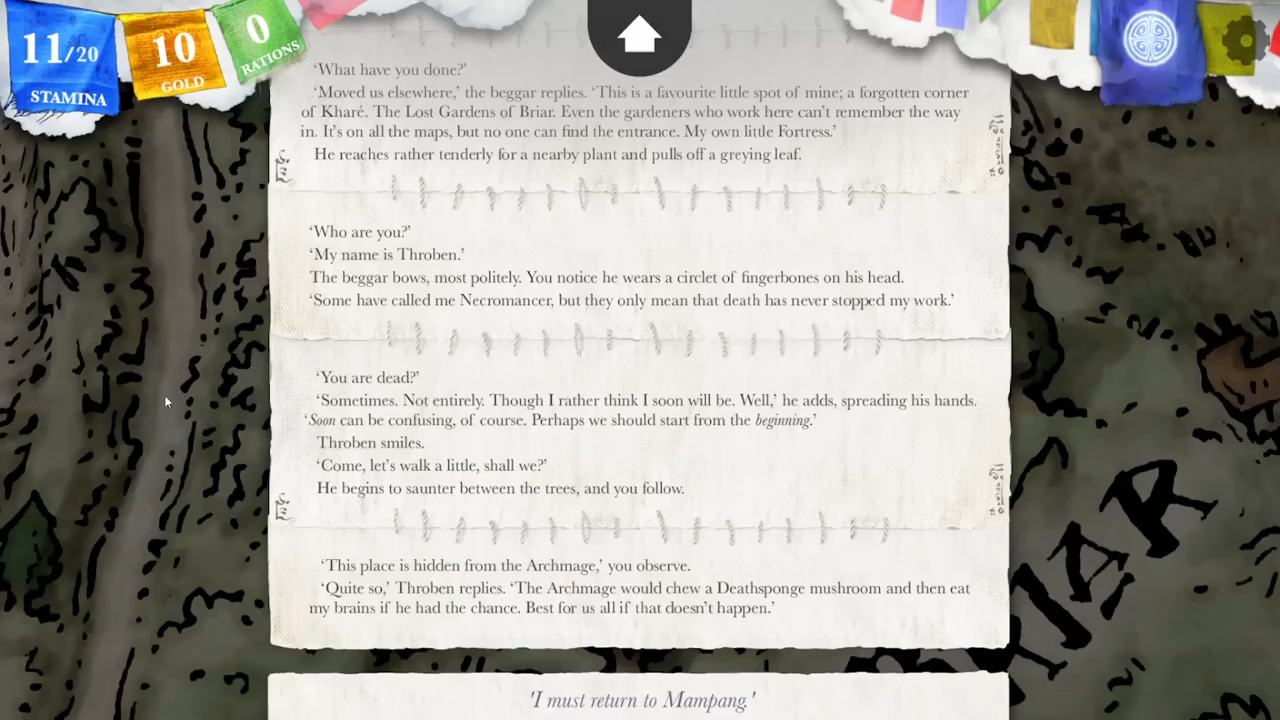 11/20
STAMINA
10
GOLD
0
RATIONS
‘What have you done?’
‘Moved us elsewhere,’ the beggar replies. ‘This is a favourite little spot of mine; a forgotten corner
of Kharé. The Lost Gardens of Briar. Even the gardeners who work here can’t remember the way
in. It’s on all the maps, but no one can find the entrance. My own little Fortress.’
He reaches rather tenderly for a nearby plant and pulls off a greying leaf.
‘Who are you?’
‘My name is Throben.’
The beggar bows, most politely. You notice he wears a circlet of fingerbones on his head.
‘Some have called me Necromancer, but they only mean that death has never stopped my work.’
‘You are dead?’
‘Sometimes. Not entirely. Though I rather think I soon will be. Well,’ he adds, spreading his hands.
‘Soon can be confusing, of course. Perhaps we should start from the beginning.’
Throben smiles.
‘Come, let’s walk a little, shall we?’
He begins to saunter between the trees, and you follow.
‘This place is hidden from the Archmage,’ you observe.
‘Quite so,’ Throben replies. ‘The Archmage would chew a Deathsponge mushroom and then eat
my brains if he had the chance. Best for us all if that doesn’t happen.’
'I must return to Mampang.'